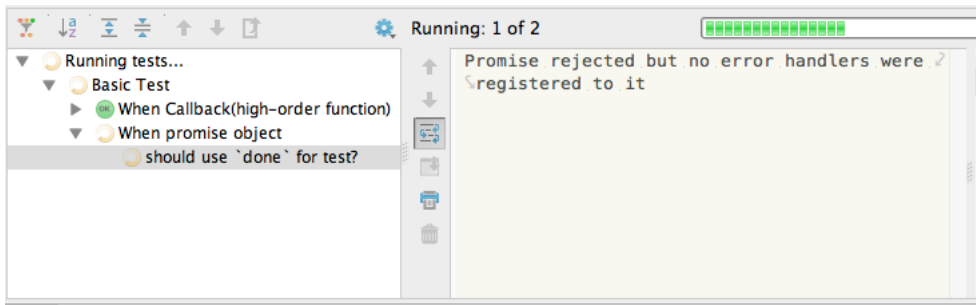 Running: 1 of 2
Running tests...
Basic Test
OK When Callback(high-order function)
When promise object
should use `done` for test?
Promise rejected but no error handlers were
registered to it